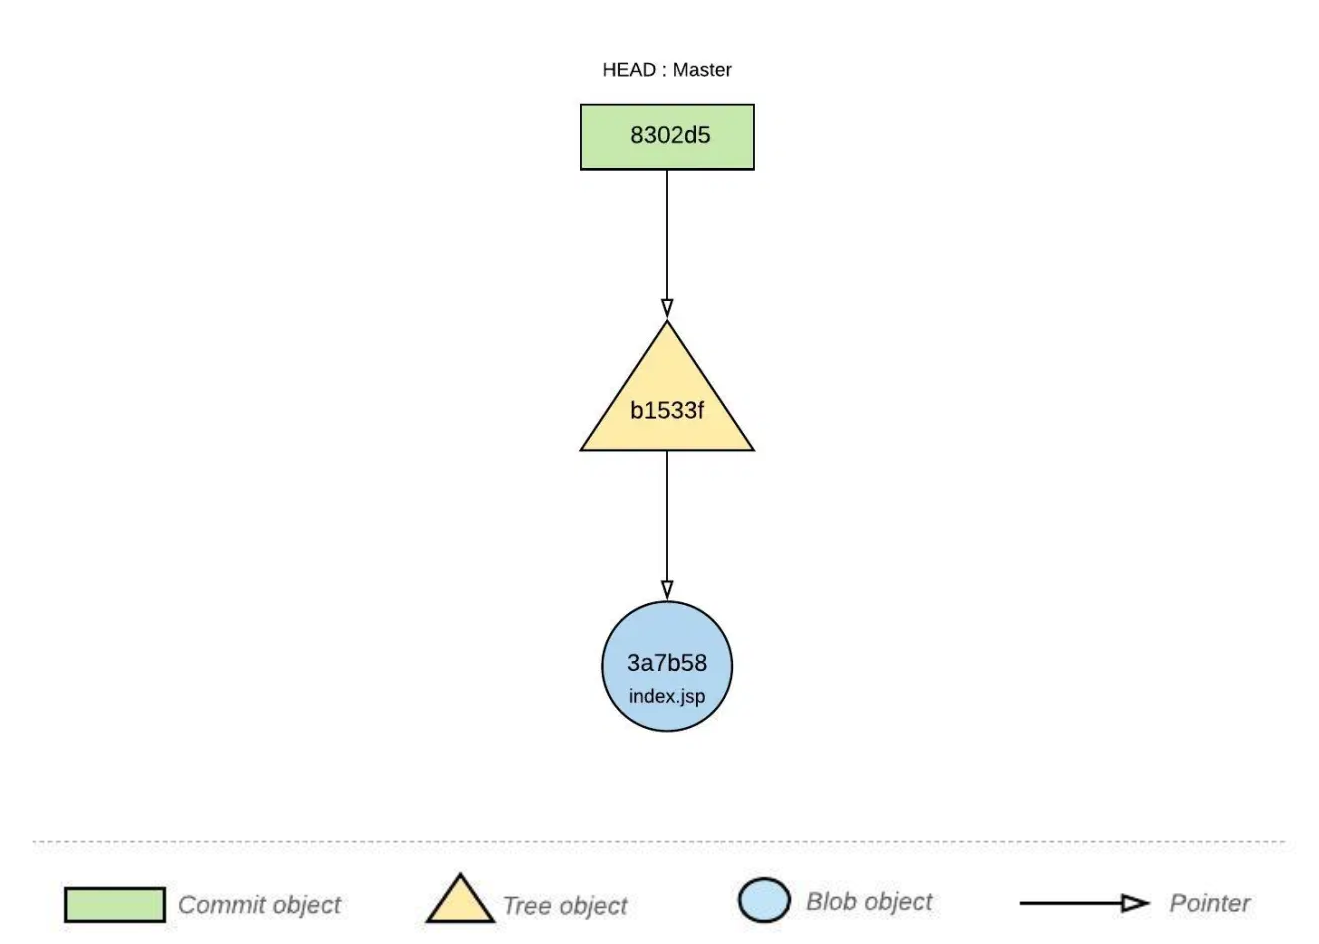 HEAD : Master
8302d5
b1533f
3a7b58
index.jsp
Commit object
Tree object
Blob object
Pointer